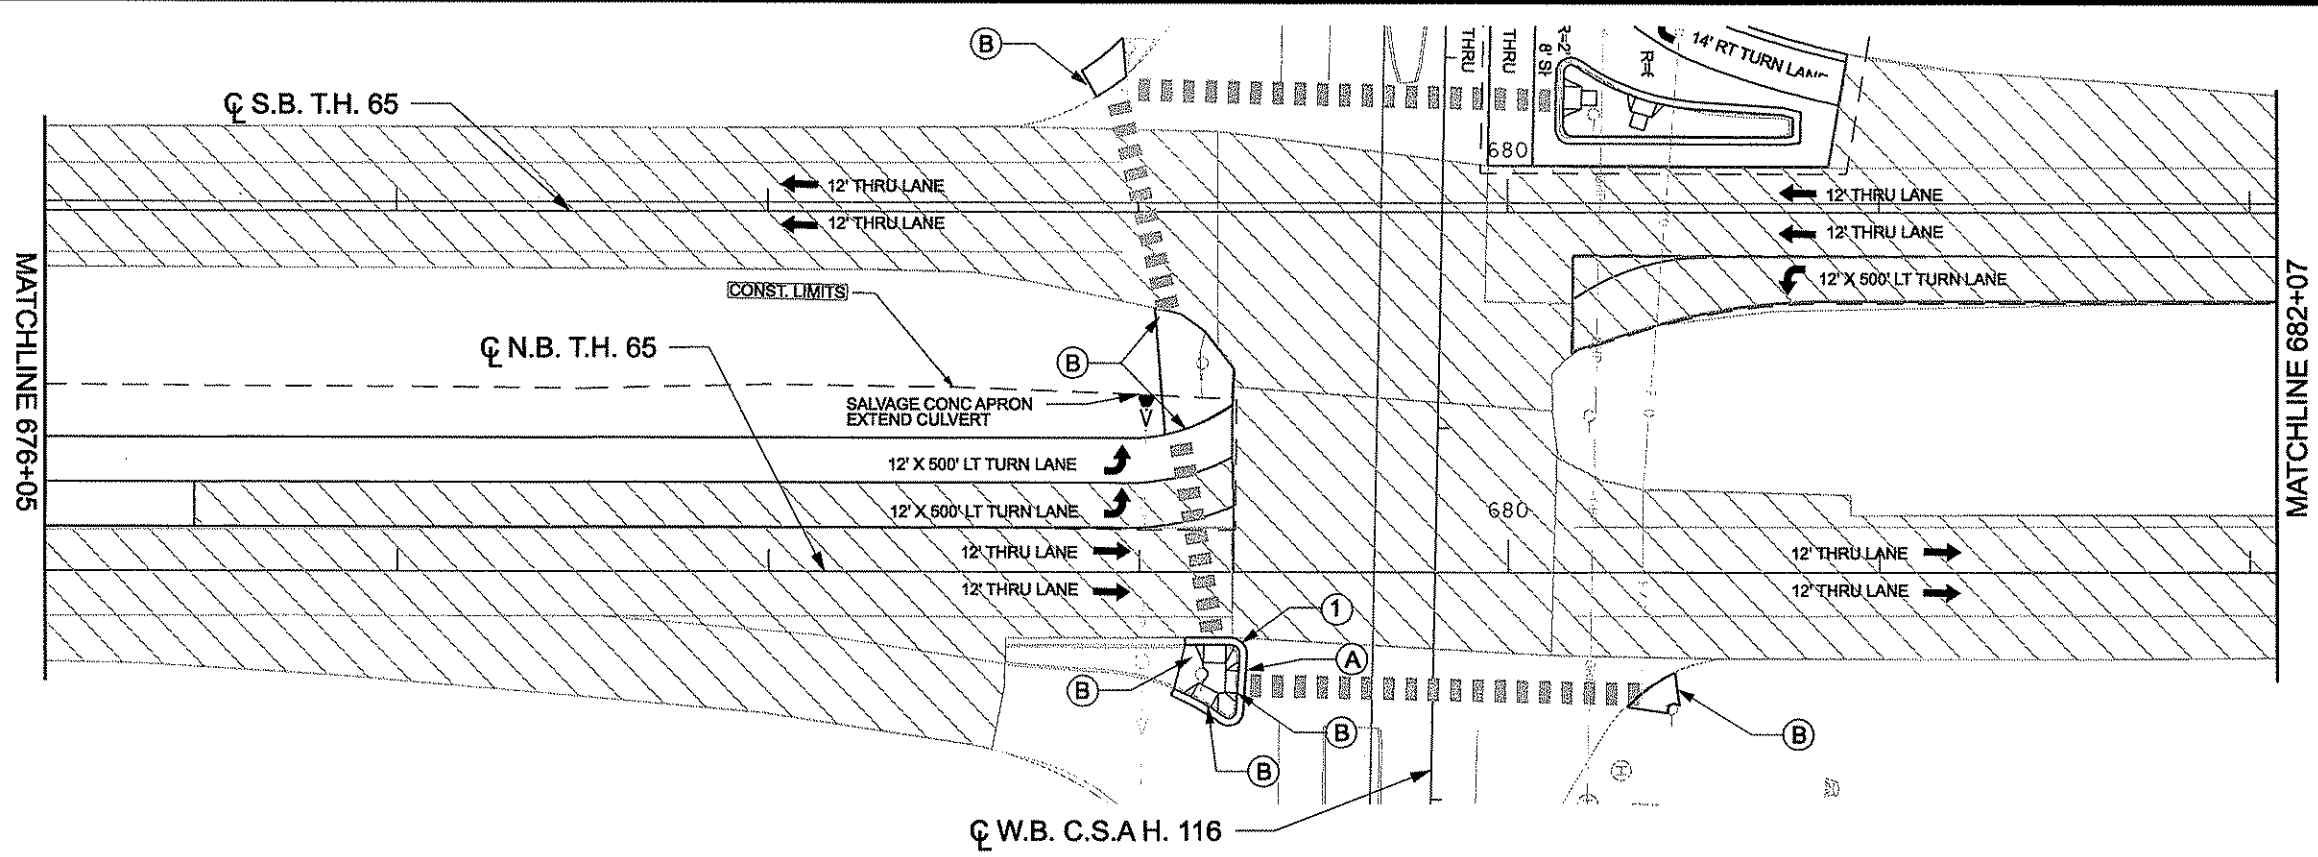 B
THRU
THRU
8' S
R=2'
14' RT TURN LANE
℄ S.B. T.H. 65
680
12' THRU LANE
12' THRU LANE
12' THRU LANE
12' THRU LANE
12' X 500' LT TURN LANE
CONST. LIMITS
MATCHLINE 676+05
MATCHLINE 682+07
℄ N.B. T.H. 65
B
SALVAGE CONC APRON
EXTEND CULVERT
V
12' X 500' LT TURN LANE
12' X 500' LT TURN LANE
680
12' THRU LANE
12' THRU LANE
12' THRU LANE
12' THRU LANE
1
A
B
B
B
B
H
℄ W.B. C.S.A H. 116